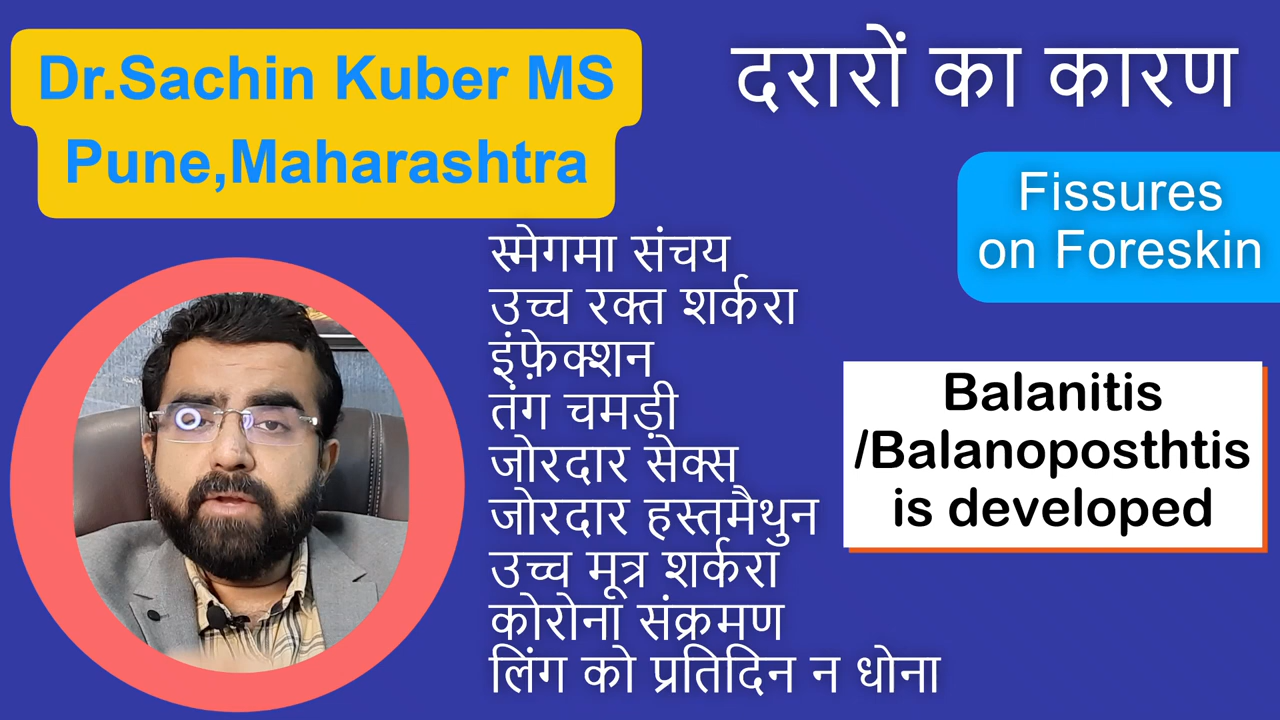 Dr.Sachin Kuber MS
Pune,Maharashtra
दरारों का कारण
Fissures
on Foreskin
स्मेगमा संचय
उच्च रक्त शर्करा
इंफ़ेक्शन
तंग चमड़ी
जोरदार सेक्स
जोरदार हस्तमैथुन
उच्च मूत्र शर्करा
कोरोना संक्रमण
लिंग को प्रतिदिन न धोना
Balanitis
/Balanoposthtis
is developed